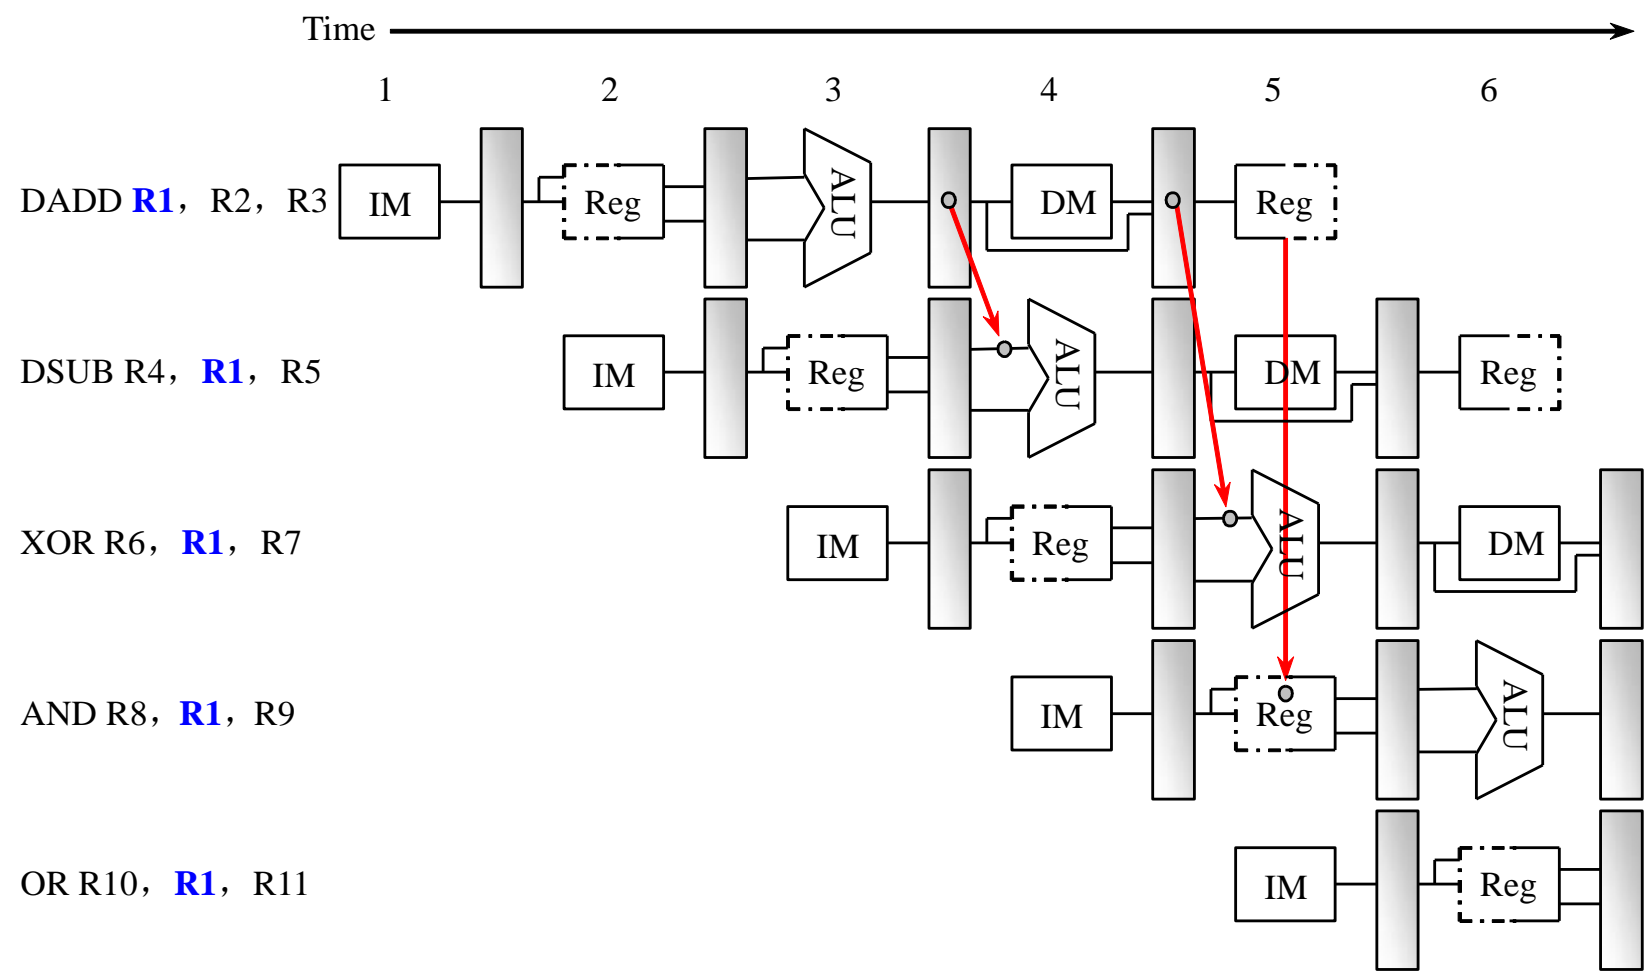 Time
1 2 3 4 5 6
DADD R1，R2，R3 IM Reg ALU DM Reg
DSUB R4，R1，R5 IM Reg ALU DM Reg
XOR R6，R1，R7 IM Reg ALU DM
AND R8，R1，R9 IM Reg ALU
OR R10，R1，R11 IM Reg